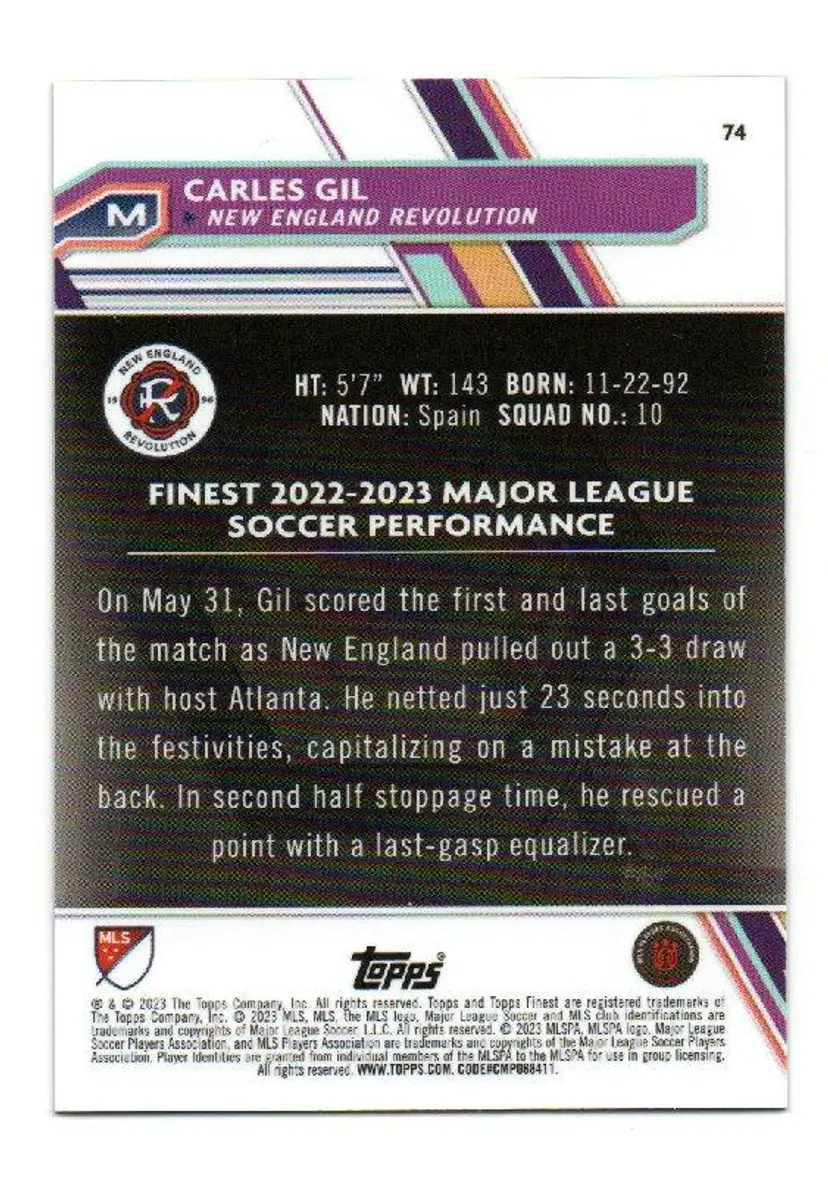 74
CARLES GIL
M
NEW ENGLAND REVOLUTION
NEW ENGLAND
1996
REVOLUTION
HT: 5'7" WT: 143 BORN: 11-22-92
NATION: Spain SQUAD NO.: 10
FINEST 2022-2023 MAJOR LEAGUE
SOCCER PERFORMANCE
On May 31, Gil scored the first and last goals of
the match as New England pulled out a 3-3 draw
with host Atlanta. He netted just 23 seconds into
the festivities, capitalizing on a mistake at the
back. In second half stoppage time, he rescued a
point with a last-gasp equalizer.
MLS
Topps®
® & © 2023 The Topps Company, Inc. All rights reserved. Topps and Topps Finest are registered trademarks of
The Topps Company, Inc. © 2023 MLS, MLS, the MLS logo, Major League Soccer and MLS club identifications are
trademarks and copyrights of Major League Soccer L.L.C. All rights reserved. © 2023 MLSPA, MLSPA logo, Major League
Soccer Players Association, and MLS Players Association are trademarks and copyrights of the Major League Soccer Players
Association. Player Identities are granted from individual members of the MLSPA to the MLSPA for use in group licensing.
All rights reserved. WWW.TOPPS.COM. CODE#CMP088411.